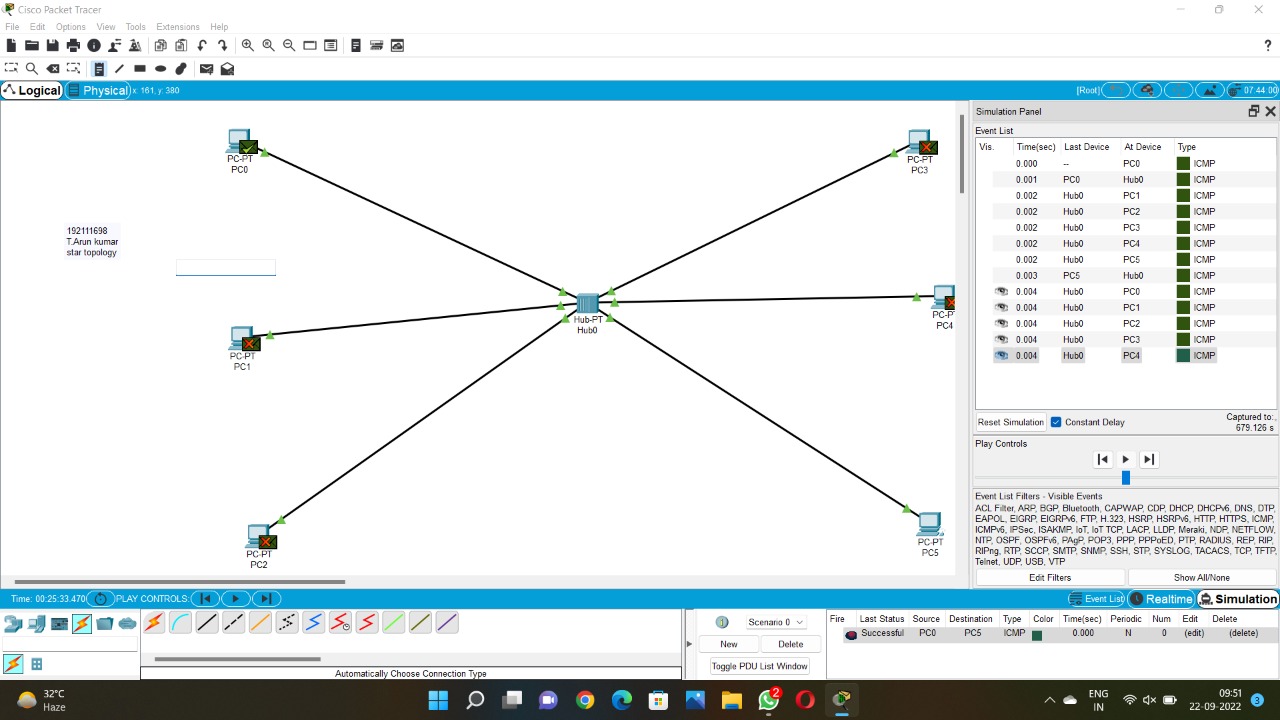 Cisco Packet Tracer
File Edit Options View Tools Extensions Help
?
Logical Physical x: 161, y: 380 [Root] 07:44:00
PC-PT
PC0
PC-PT
PC3
192111698
T.Arun kumar
star topology
Hub-PT
Hub0
PC-PT
PC4
PC-PT
PC1
PC-PT
PC2
PC-PT
PC5
Simulation Panel
Event List
Vis. Time(sec) Last Device At Device Type
0.000 -- PC0 ICMP
0.001 PC0 Hub0 ICMP
0.002 Hub0 PC1 ICMP
0.002 Hub0 PC2 ICMP
0.002 Hub0 PC3 ICMP
0.002 Hub0 PC4 ICMP
0.002 Hub0 PC5 ICMP
0.003 PC5 Hub0 ICMP
0.004 Hub0 PC0 ICMP
0.004 Hub0 PC1 ICMP
0.004 Hub0 PC2 ICMP
0.004 Hub0 PC3 ICMP
0.004 Hub0 PC4 ICMP
Reset Simulation Constant Delay Captured to:
679.126 s
Play Controls
Event List Filters - Visible Events
ACL Filter, ARP, BGP, Bluetooth, CAPWAP, CDP, DHCP, DHCPv6, DNS, DTP,
EAPOL, EIGRP, EIGRPv6, FTP, H.323, HSRP, HSRPv6, HTTP, HTTPS, ICMP,
ICMPv6, IPSec, ISAKMP, IoT, IoT TCP, LACP, LLDP, Meraki, NDP, NETFLOW,
NTP, OSPF, OSPFv6, PAgP, POP3, PPP, PPPoED, PTP, RADIUS, REP, RIP,
RIPng, RTP, SCCP, SMTP, SNMP, SSH, STP, SYSLOG, TACACS, TCP, TFTP,
Telnet, UDP, USB, VTP
Edit Filters Show All/None
Time: 00:25:33.470 PLAY CONTROLS: Event List Realtime Simulation
Scenario 0
New Delete
Toggle PDU List Window
Fire Last Status Source Destination Type Color Time(sec) Periodic Num Edit Delete
Successful PC0 PC5 ICMP 0.000 N 0 (edit) (delete)
Automatically Choose Connection Type
32°C
Haze
2
ENG
IN
09:51
22-09-2022
3